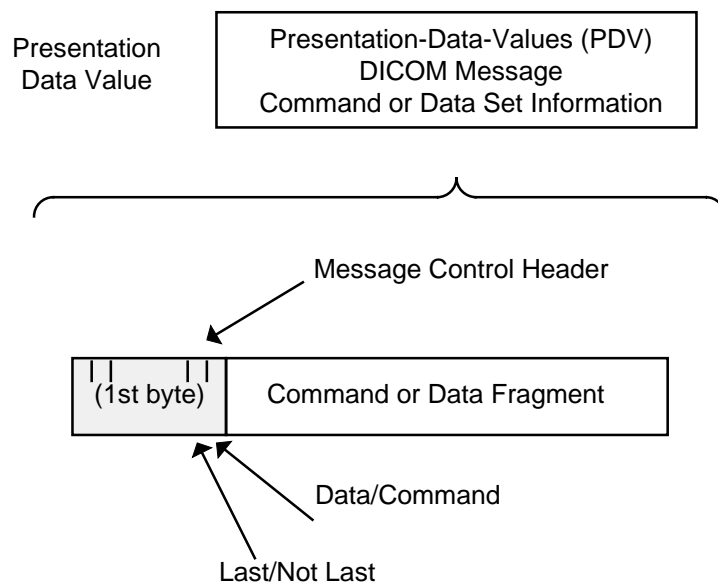 Presentation
Data Value
Presentation-Data-Values (PDV)
DICOM Message
Command or Data Set Information
Message Control Header
(1st byte)
Command or Data Fragment
Data/Command
Last/Not Last